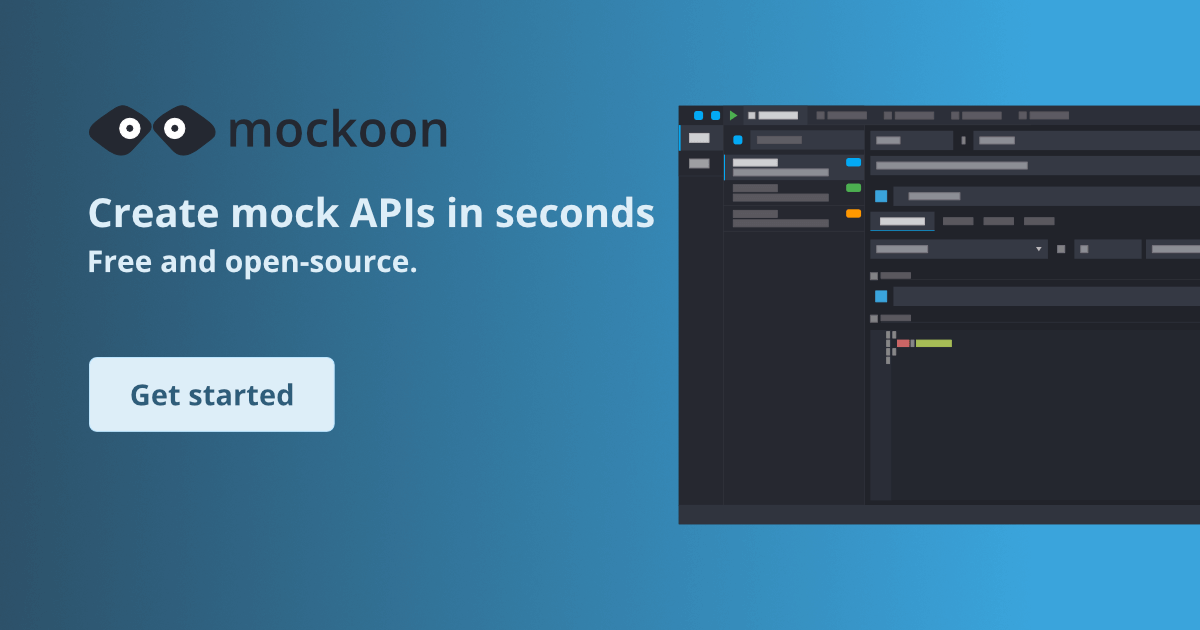 mockoon
Create mock APIs in seconds
Free and open-source.
Get started